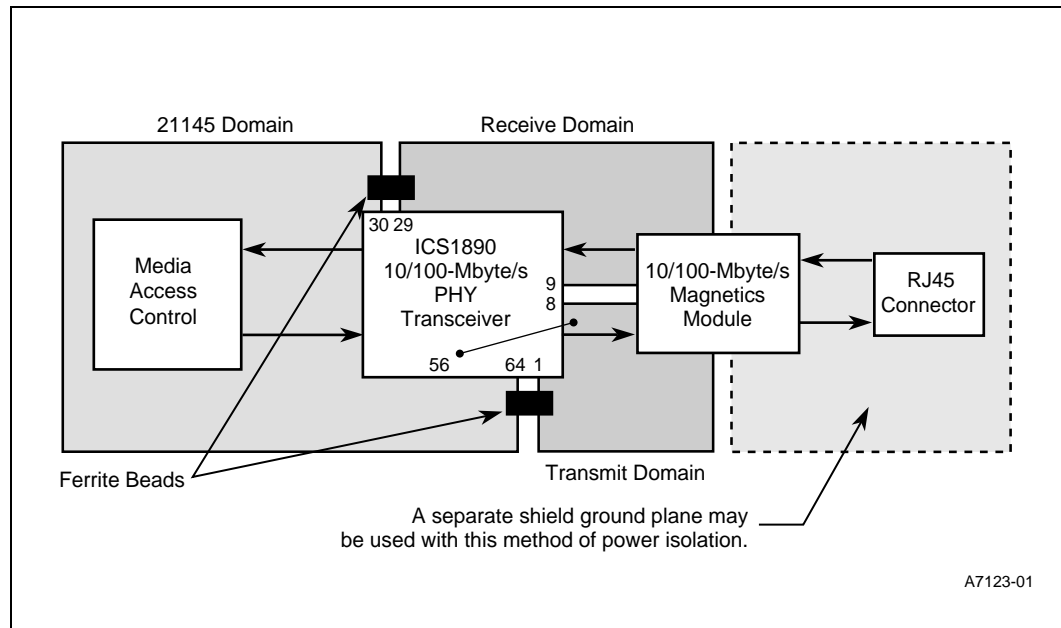 21145 Domain
Receive Domain
30 29
Media
Access
Control
ICS1890
10/100-Mbyte/s
PHY
Transceiver
9
8
56
64 1
10/100-Mbyte/s
Magnetics
Module
RJ45
Connector
Ferrite Beads
Transmit Domain
A separate shield ground plane may
be used with this method of power isolation.
A7123-01